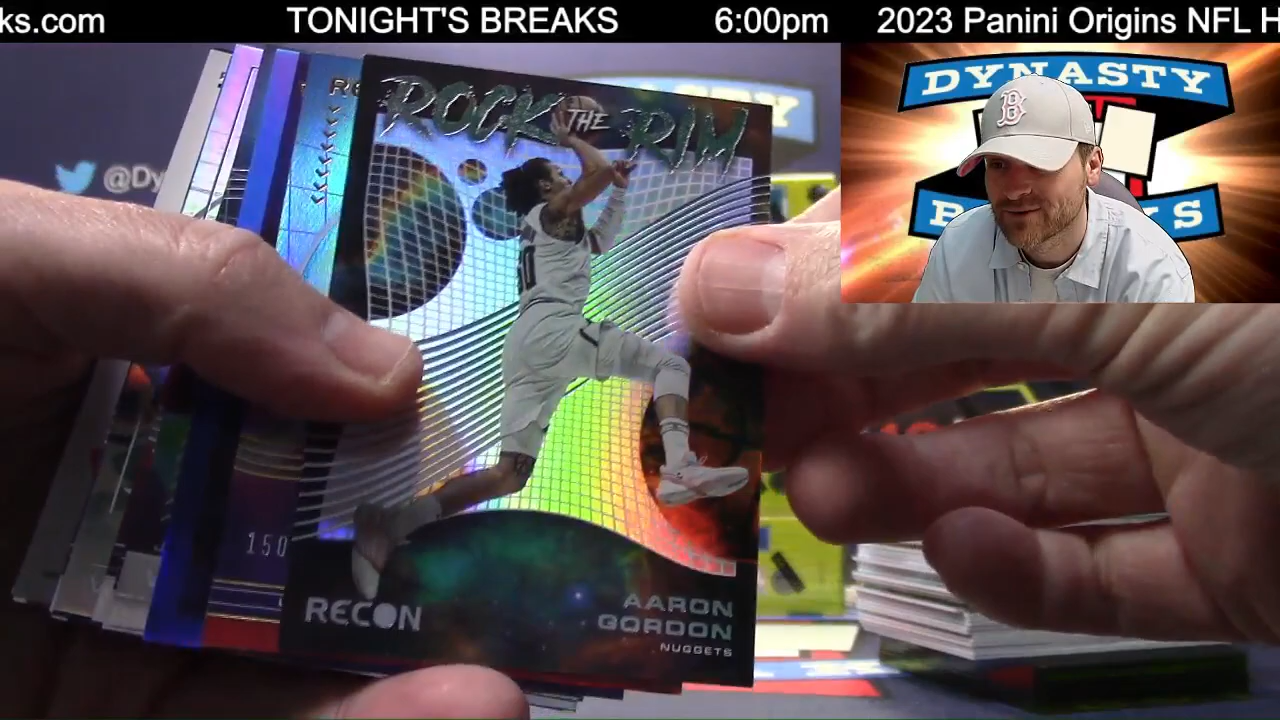 ks.com TONIGHT'S BREAKS 6:00pm 2023 Panini Origins NFL H
DYNASTY
B
@Dy
ROCK THE RIM
150
RECON
AARON
GORDON
NUGGETS